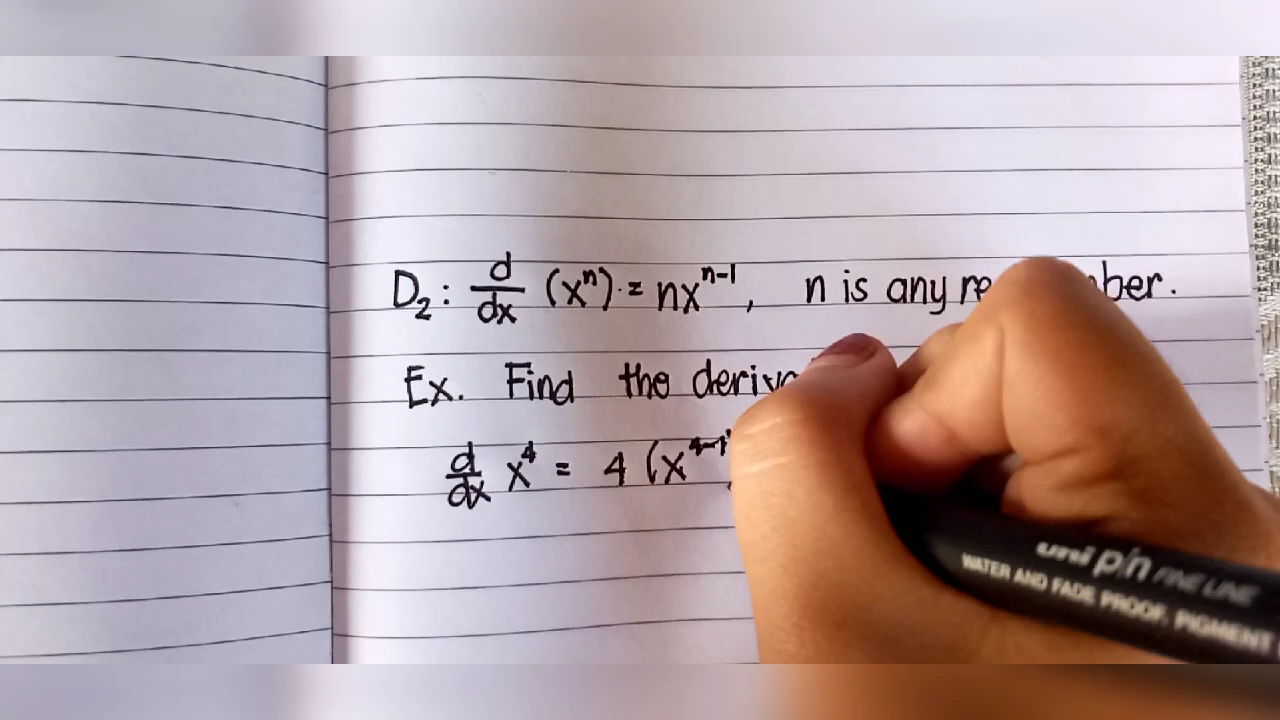 D₂ : d/dx (xⁿ) = nxⁿ⁻¹, n is any re ber.
Ex. Find the deriva
d/dx x⁴ = 4 (x⁴⁻¹
uni pin FINE LINE
WATER AND FADE PROOF, PIGMENT